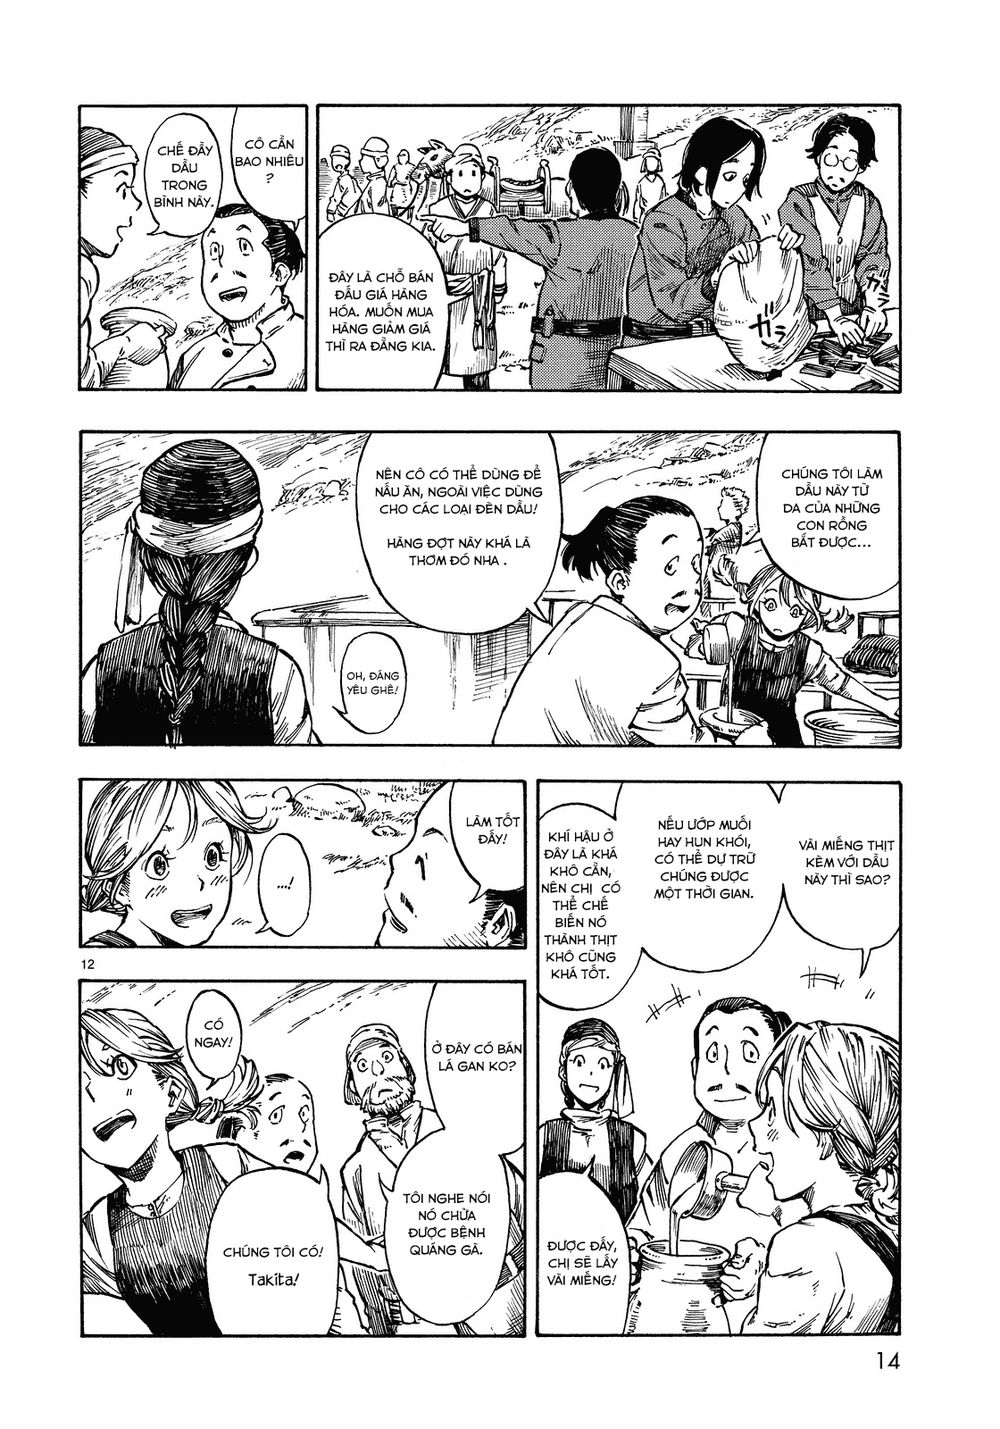 ĐÂY LÀ CHỖ BÁN
ĐẤU GIÁ HÀNG
HÓA. MUỐN MUA
HÀNG GIẢM GIÁ
THÌ RA ĐẰNG KIA.
CÔ CẦN
BAO NHIÊU
?
CHẾ ĐẦY
DẦU
TRONG
BÌNH NÀY.
CHÚNG TÔI LÀM
DẦU NÀY TỪ
DA CỦA NHỮNG
CON RỒNG
BẮT ĐƯỢC...
NÊN CÔ CÓ THỂ DÙNG ĐỂ
NẤU ĂN, NGOÀI VIỆC DÙNG
CHO CÁC LOẠI ĐÈN DẦU!
HÀNG ĐỢT NÀY KHÁ LÀ
THƠM ĐÓ NHA .
OH, ĐÁNG
YÊU GHÊ!
VÀI MIẾNG THỊT
KÈM VỚI DẦU
NÀY THÌ SAO?
NẾU ƯỚP MUỐI
HAY HUN KHÓI,
CÓ THỂ DỰ TRỮ
CHÚNG ĐƯỢC
MỘT THỜI GIAN.
KHÍ HẬU Ở
ĐÂY LÀ KHÁ
KHÔ CẰN,
NÊN CHỊ CÓ
THỂ CHẾ
BIẾN NÓ
THÀNH THỊT
KHÔ CŨNG
KHÁ TỐT.
ĐƯỢC ĐẤY,
CHỊ SẼ LẤY
VÀI MIẾNG!
LÀM TỐT
ĐẤY!
....!
12
Ở ĐÂY CÓ BÁN
LÁ GAN KO?
TÔI NGHE NÓI
NÓ CHỮA
ĐƯỢC BỆNH
QUÁNG GÀ.
CÓ
NGAY!
CHÚNG TÔI CÓ!
Takita!
14